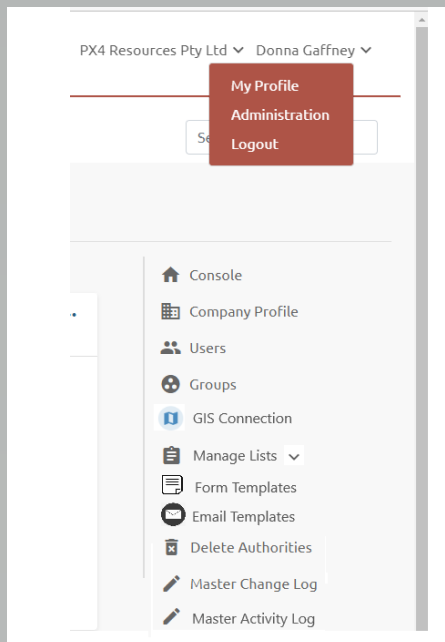 PX4 Resources Pty Ltd Donna Gaffney
My Profile
Administration
Logout
Console
Company Profile
Users
Groups
GIS Connection
Manage Lists
Form Templates
Email Templates
Delete Authorities
Master Change Log
Master Activity Log